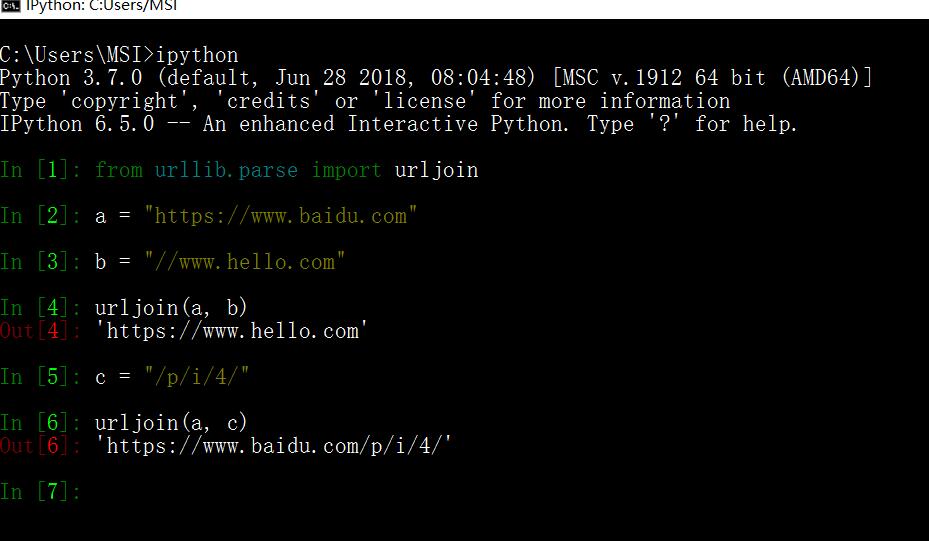 IPython: C:Users/MSI
C:\Users\MSI>ipython
Python 3.7.0 (default, Jun 28 2018, 08:04:48) [MSC v.1912 64 bit (AMD64)]
Type 'copyright', 'credits' or 'license' for more information
IPython 6.5.0 -- An enhanced Interactive Python. Type '?' for help.
In [1]: from urllib.parse import urljoin
In [2]: a = "https://www.baidu.com"
In [3]: b = "//www.hello.com"
In [4]: urljoin(a, b)
Out[4]: 'https://www.hello.com'
In [5]: c = "/p/i/4/"
In [6]: urljoin(a, c)
Out[6]: 'https://www.baidu.com/p/i/4/'
In [7]: